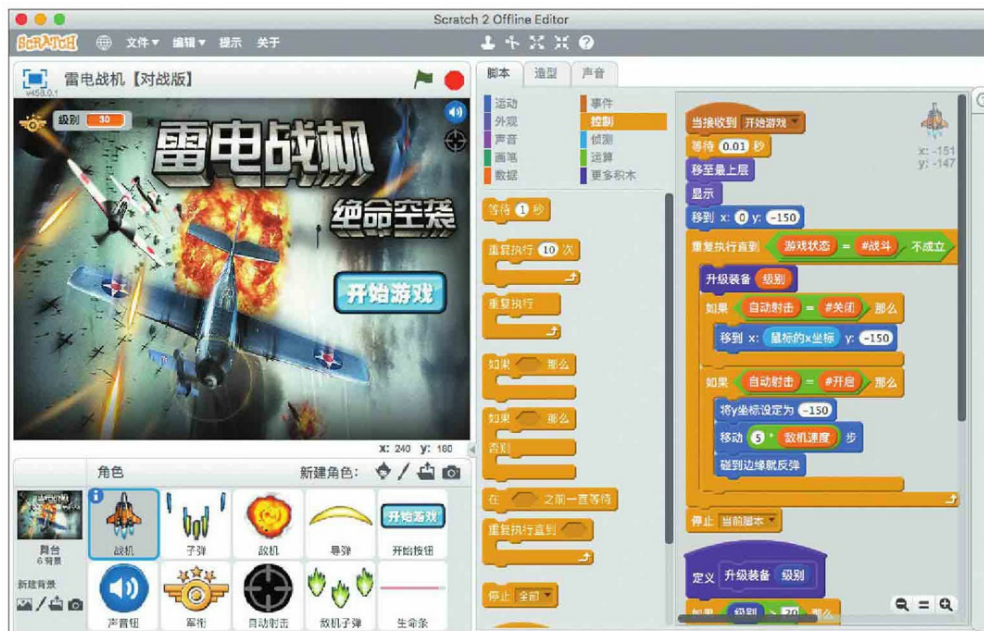 Scratch 2 Offline Editor
SCRATCH 文件▼ 编辑▼ 提示 关于
雷电战机【对战版】
v458.0.1
级别 30
雷电战机
绝命空袭
开始游戏
x: 240 y: 180
角色 新建角色:
舞台
6 背景
新建背景
战机
子弹
敌机
导弹
开始游戏
开始按钮
声音钮
军衔
自动射击
敌机子弹
生命条
脚本 造型 声音
运动 事件
外观 控制
声音 侦测
画笔 运算
数据 更多积木
等待 1 秒
重复执行 10 次
重复执行
如果 那么
如果 那么
否则
在 之前一直等待
重复执行直到
停止 全部
x: -151
y: -147
当接收到 开始游戏
等待 0.01 秒
移至最上层
显示
移到 x: 0 y: -150
重复执行直到 游戏状态 = #战斗 不成立
升级装备 级别
如果 自动射击 = #关闭 那么
移到 x: 鼠标的x坐标 y: -150
如果 自动射击 = #开启 那么
将y坐标设定为 -150
移动 5 * 敌机速度 步
碰到边缘就反弹
停止 当前脚本
定义 升级装备 级别
如果 级别 > 20 那么